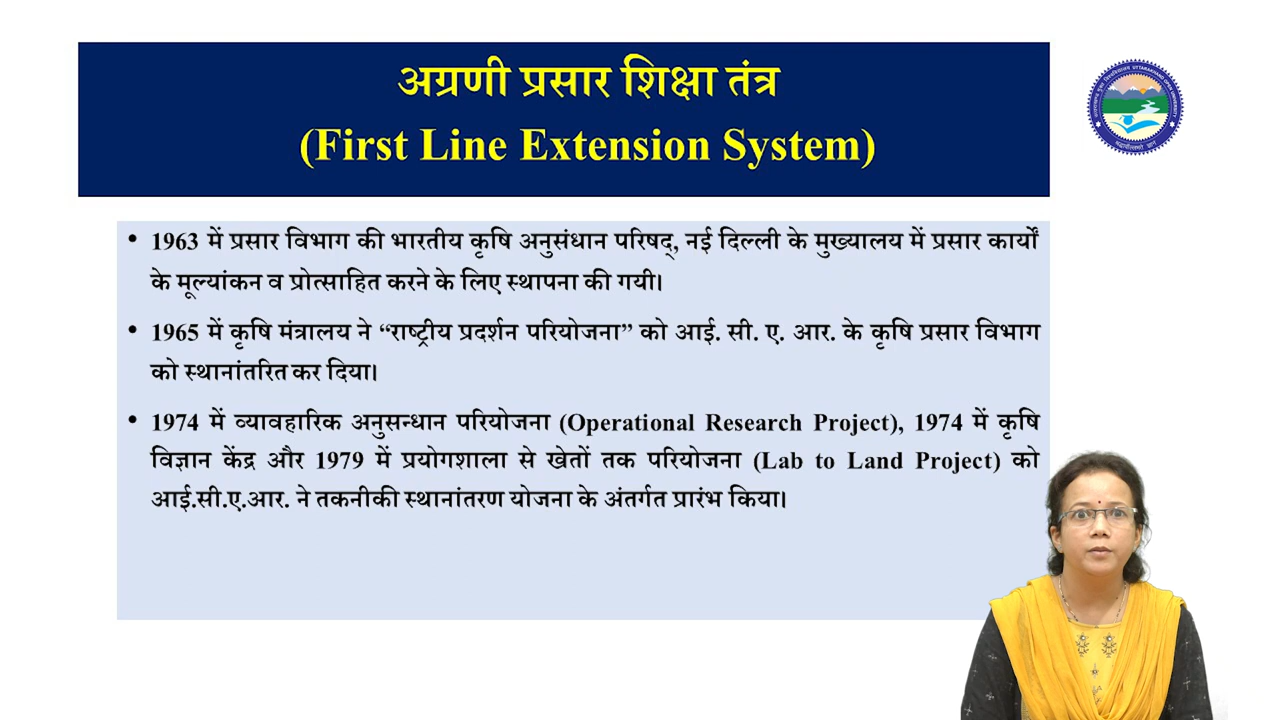 अग्रणी प्रसार शिक्षा तंत्र
(First Line Extension System)
UTTARAKHAND OPEN UNIVERSITY
• 1963 में प्रसार विभाग की भारतीय कृषि अनुसंधान परिषद्, नई दिल्ली के मुख्यालय में प्रसार कार्यों
के मूल्यांकन व प्रोत्साहित करने के लिए स्थापना की गयी।
• 1965 में कृषि मंत्रालय ने “राष्ट्रीय प्रदर्शन परियोजना” को आई. सी. ए. आर. के कृषि प्रसार विभाग
को स्थानांतरित कर दिया।
• 1974 में व्यावहारिक अनुसन्धान परियोजना (Operational Research Project), 1974 में कृषि
विज्ञान केंद्र और 1979 में प्रयोगशाला से खेतों तक परियोजना (Lab to Land Project) को
आई.सी.ए.आर. ने तकनीकी स्थानांतरण योजना के अंतर्गत प्रारंभ किया।